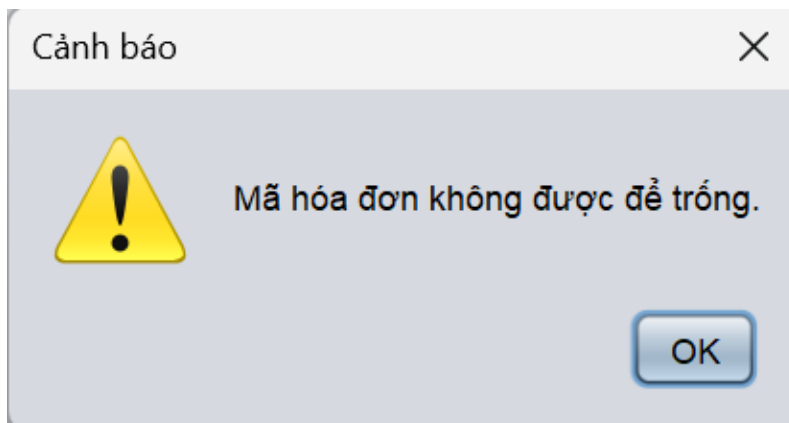 Cảnh báo
Mã hóa đơn không được để trống.
OK